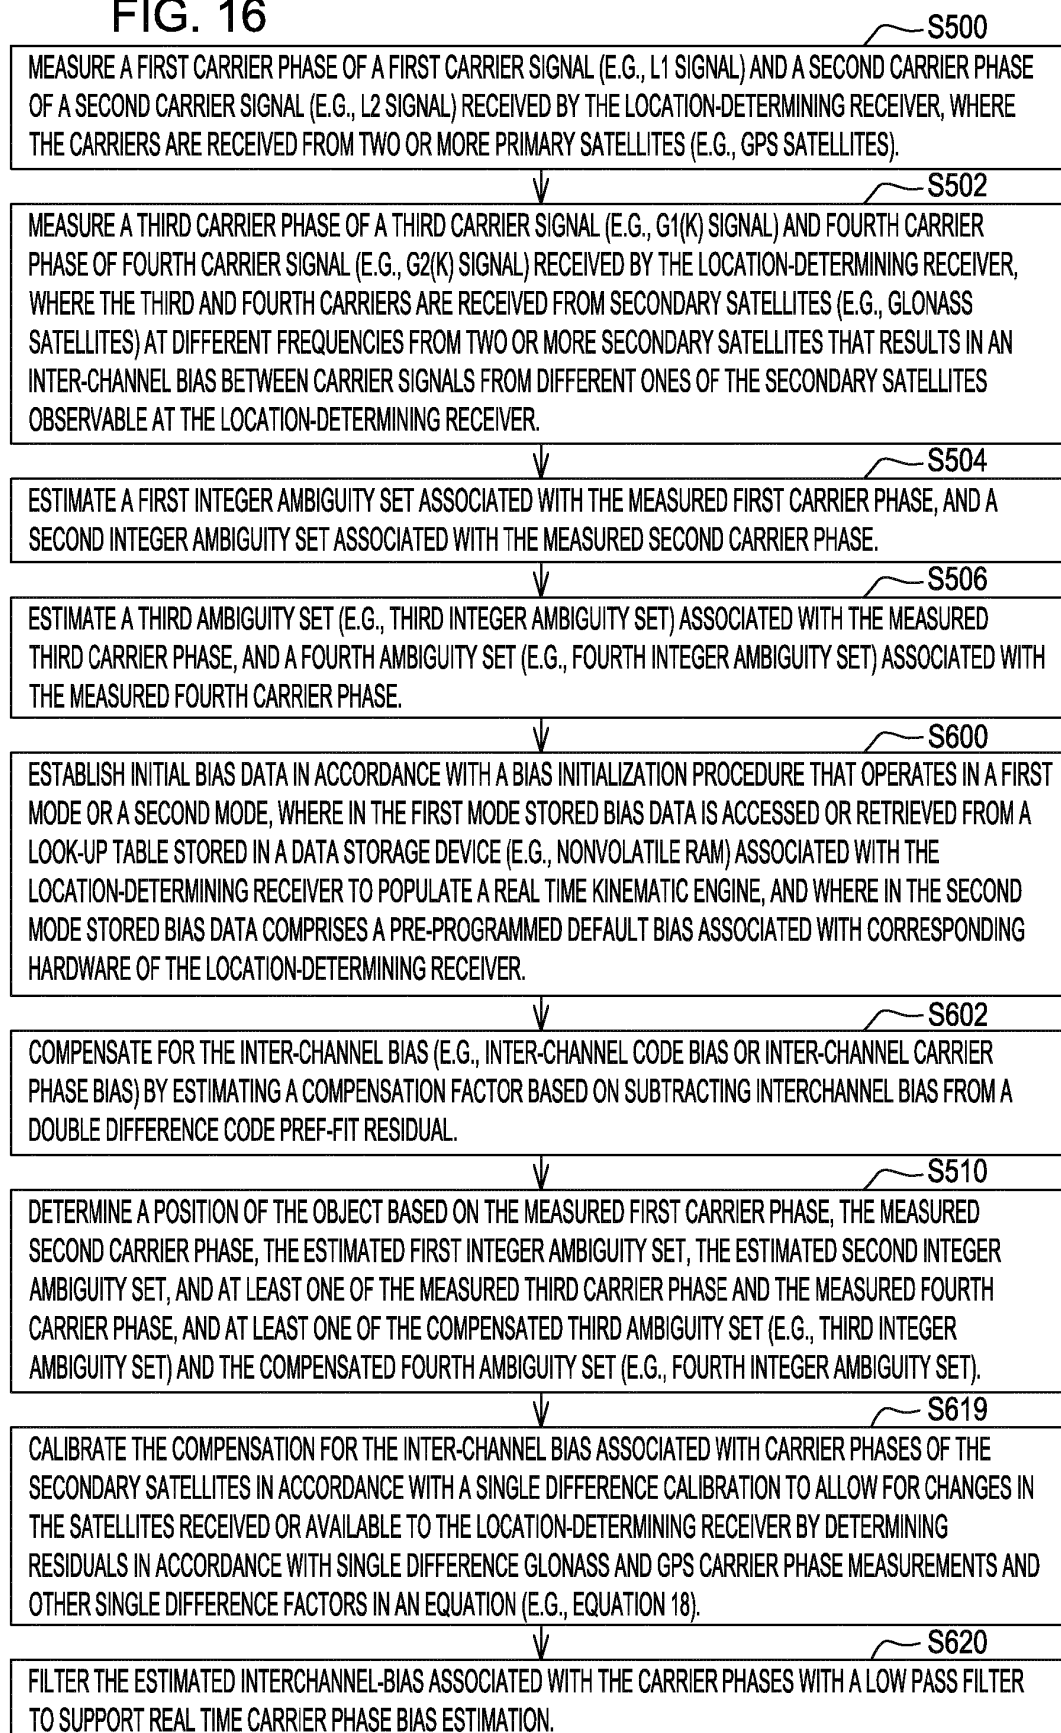 FIG. 16
S500
MEASURE A FIRST CARRIER PHASE OF A FIRST CARRIER SIGNAL (E.G., L1 SIGNAL) AND A SECOND CARRIER PHASE
OF A SECOND CARRIER SIGNAL (E.G., L2 SIGNAL) RECEIVED BY THE LOCATION-DETERMINING RECEIVER, WHERE
THE CARRIERS ARE RECEIVED FROM TWO OR MORE PRIMARY SATELLITES (E.G., GPS SATELLITES).
S502
MEASURE A THIRD CARRIER PHASE OF A THIRD CARRIER SIGNAL (E.G., G1(K) SIGNAL) AND FOURTH CARRIER
PHASE OF FOURTH CARRIER SIGNAL (E.G., G2(K) SIGNAL) RECEIVED BY THE LOCATION-DETERMINING RECEIVER,
WHERE THE THIRD AND FOURTH CARRIERS ARE RECEIVED FROM SECONDARY SATELLITES (E.G., GLONASS
SATELLITES) AT DIFFERENT FREQUENCIES FROM TWO OR MORE SECONDARY SATELLITES THAT RESULTS IN AN
INTER-CHANNEL BIAS BETWEEN CARRIER SIGNALS FROM DIFFERENT ONES OF THE SECONDARY SATELLITES
OBSERVABLE AT THE LOCATION-DETERMINING RECEIVER.
S504
ESTIMATE A FIRST INTEGER AMBIGUITY SET ASSOCIATED WITH THE MEASURED FIRST CARRIER PHASE, AND A
SECOND INTEGER AMBIGUITY SET ASSOCIATED WITH THE MEASURED SECOND CARRIER PHASE.
S506
ESTIMATE A THIRD AMBIGUITY SET (E.G., THIRD INTEGER AMBIGUITY SET) ASSOCIATED WITH THE MEASURED
THIRD CARRIER PHASE, AND A FOURTH AMBIGUITY SET (E.G., FOURTH INTEGER AMBIGUITY SET) ASSOCIATED WITH
THE MEASURED FOURTH CARRIER PHASE.
S600
ESTABLISH INITIAL BIAS DATA IN ACCORDANCE WITH A BIAS INITIALIZATION PROCEDURE THAT OPERATES IN A FIRST
MODE OR A SECOND MODE, WHERE IN THE FIRST MODE STORED BIAS DATA IS ACCESSED OR RETRIEVED FROM A
LOOK-UP TABLE STORED IN A DATA STORAGE DEVICE (E.G., NONVOLATILE RAM) ASSOCIATED WITH THE
LOCATION-DETERMINING RECEIVER TO POPULATE A REAL TIME KINEMATIC ENGINE, AND WHERE IN THE SECOND
MODE STORED BIAS DATA COMPRISES A PRE-PROGRAMMED DEFAULT BIAS ASSOCIATED WITH CORRESPONDING
HARDWARE OF THE LOCATION-DETERMINING RECEIVER.
S602
COMPENSATE FOR THE INTER-CHANNEL BIAS (E.G., INTER-CHANNEL CODE BIAS OR INTER-CHANNEL CARRIER
PHASE BIAS) BY ESTIMATING A COMPENSATION FACTOR BASED ON SUBTRACTING INTERCHANNEL BIAS FROM A
DOUBLE DIFFERENCE CODE PREF-FIT RESIDUAL.
S510
DETERMINE A POSITION OF THE OBJECT BASED ON THE MEASURED FIRST CARRIER PHASE, THE MEASURED
SECOND CARRIER PHASE, THE ESTIMATED FIRST INTEGER AMBIGUITY SET, THE ESTIMATED SECOND INTEGER
AMBIGUITY SET, AND AT LEAST ONE OF THE MEASURED THIRD CARRIER PHASE AND THE MEASURED FOURTH
CARRIER PHASE, AND AT LEAST ONE OF THE COMPENSATED THIRD AMBIGUITY SET (E.G., THIRD INTEGER
AMBIGUITY SET) AND THE COMPENSATED FOURTH AMBIGUITY SET (E.G., FOURTH INTEGER AMBIGUITY SET).
S619
CALIBRATE THE COMPENSATION FOR THE INTER-CHANNEL BIAS ASSOCIATED WITH CARRIER PHASES OF THE
SECONDARY SATELLITES IN ACCORDANCE WITH A SINGLE DIFFERENCE CALIBRATION TO ALLOW FOR CHANGES IN
THE SATELLITES RECEIVED OR AVAILABLE TO THE LOCATION-DETERMINING RECEIVER BY DETERMINING
RESIDUALS IN ACCORDANCE WITH SINGLE DIFFERENCE GLONASS AND GPS CARRIER PHASE MEASUREMENTS AND
OTHER SINGLE DIFFERENCE FACTORS IN AN EQUATION (E.G., EQUATION 18).
S620
FILTER THE ESTIMATED INTERCHANNEL-BIAS ASSOCIATED WITH THE CARRIER PHASES WITH A LOW PASS FILTER
TO SUPPORT REAL TIME CARRIER PHASE BIAS ESTIMATION.